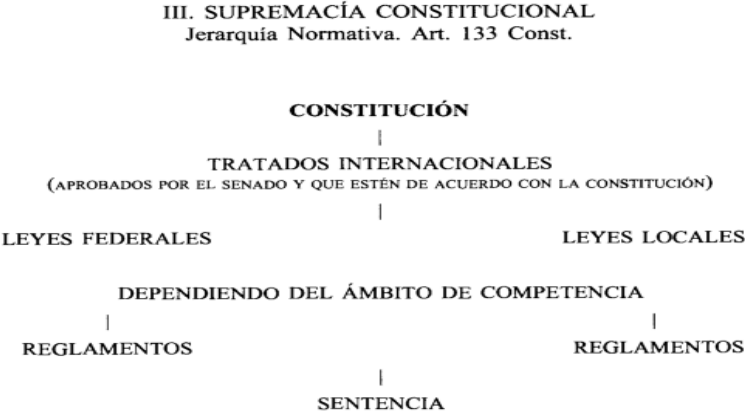 III. SUPREMACÍA CONSTITUCIONAL
Jerarquía Normativa. Art. 133 Const.
CONSTITUCIÓN
TRATADOS INTERNACIONALES
(APROBADOS POR EL SENADO Y QUE ESTÉN DE ACUERDO CON LA CONSTITUCIÓN)
LEYES FEDERALES LEYES LOCALES
DEPENDIENDO DEL ÁMBITO DE COMPETENCIA
REGLAMENTOS REGLAMENTOS
SENTENCIA